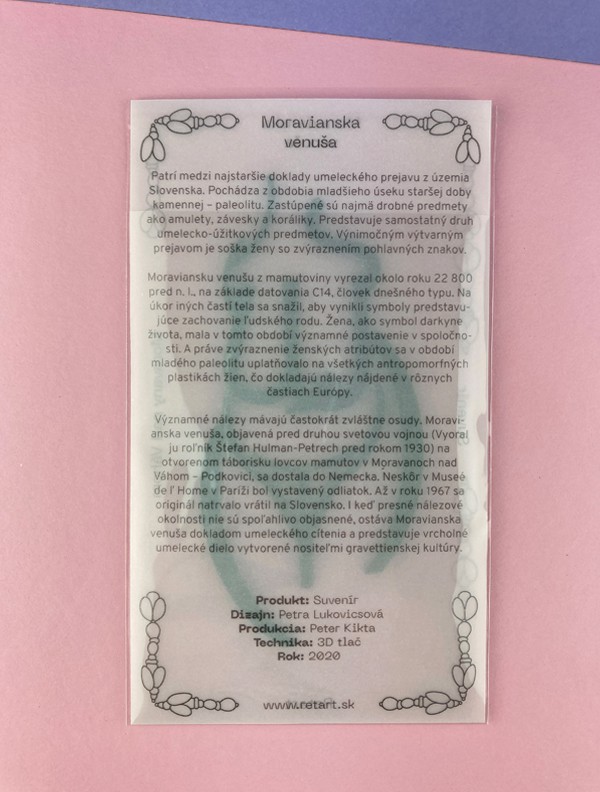 Moravianska
venuša
Patrí medzi najstaršie doklady umeleckého prejavu z územia
Slovenska. Pochádza z obdobia mladšieho úseku staršej doby
kamennej – paleolitu. Zastúpené sú najmä drobné predmety
ako amulety, závesky a koráliky. Predstavuje samostatný druh
umelecko-úžitkových predmetov. Výnimočným výtvarným
prejavom je soška ženy so zvýraznením pohlavných znakov.
Moraviansku venušu z mamutoviny vyrezal okolo roku 22 800
pred n. l., na základe datovania C14, človek dnešného typu. Na
úkor iných častí tela sa snažil, aby vynikli symboly predstavu-
júce zachovanie ľudského rodu. Žena, ako symbol darkyne
života, mala v tomto období významné postavenie v spoločno-
sti. A práve zvýraznenie ženských atribútov sa v období
mladého paleolitu uplatňovalo na všetkých antropomorfných
plastikách žien, čo dokladajú nálezy nájdené v rôznych
častiach Európy.
Významné nálezy mávajú častokrát zvláštne osudy. Moravi-
anska venuša, objavená pred druhou svetovou vojnou (Vyoral
ju roľník Štefan Hulman-Petrech pred rokom 1930) na
otvorenom táborisku lovcov mamutov v Moravanoch nad
Váhom – Podkovici, sa dostala do Nemecka. Neskôr v Museé
de l' Home v Paríži bol vystavený odliatok. Až v roku 1967 sa
originál natrvalo vrátil na Slovensko. I keď presné nálezové
okolnosti nie sú spoľahlivo objasnené, ostáva Moravianska
venuša dokladom umeleckého cítenia a predstavuje vrcholné
umelecké dielo vytvorené nositeľmi gravettienskej kultúry.
Produkt: Suvenír
Dizajn: Petra Lukovicsová
Produkcia: Peter Kikta
Technika: 3D tlač
Rok: 2020
www.retart.sk